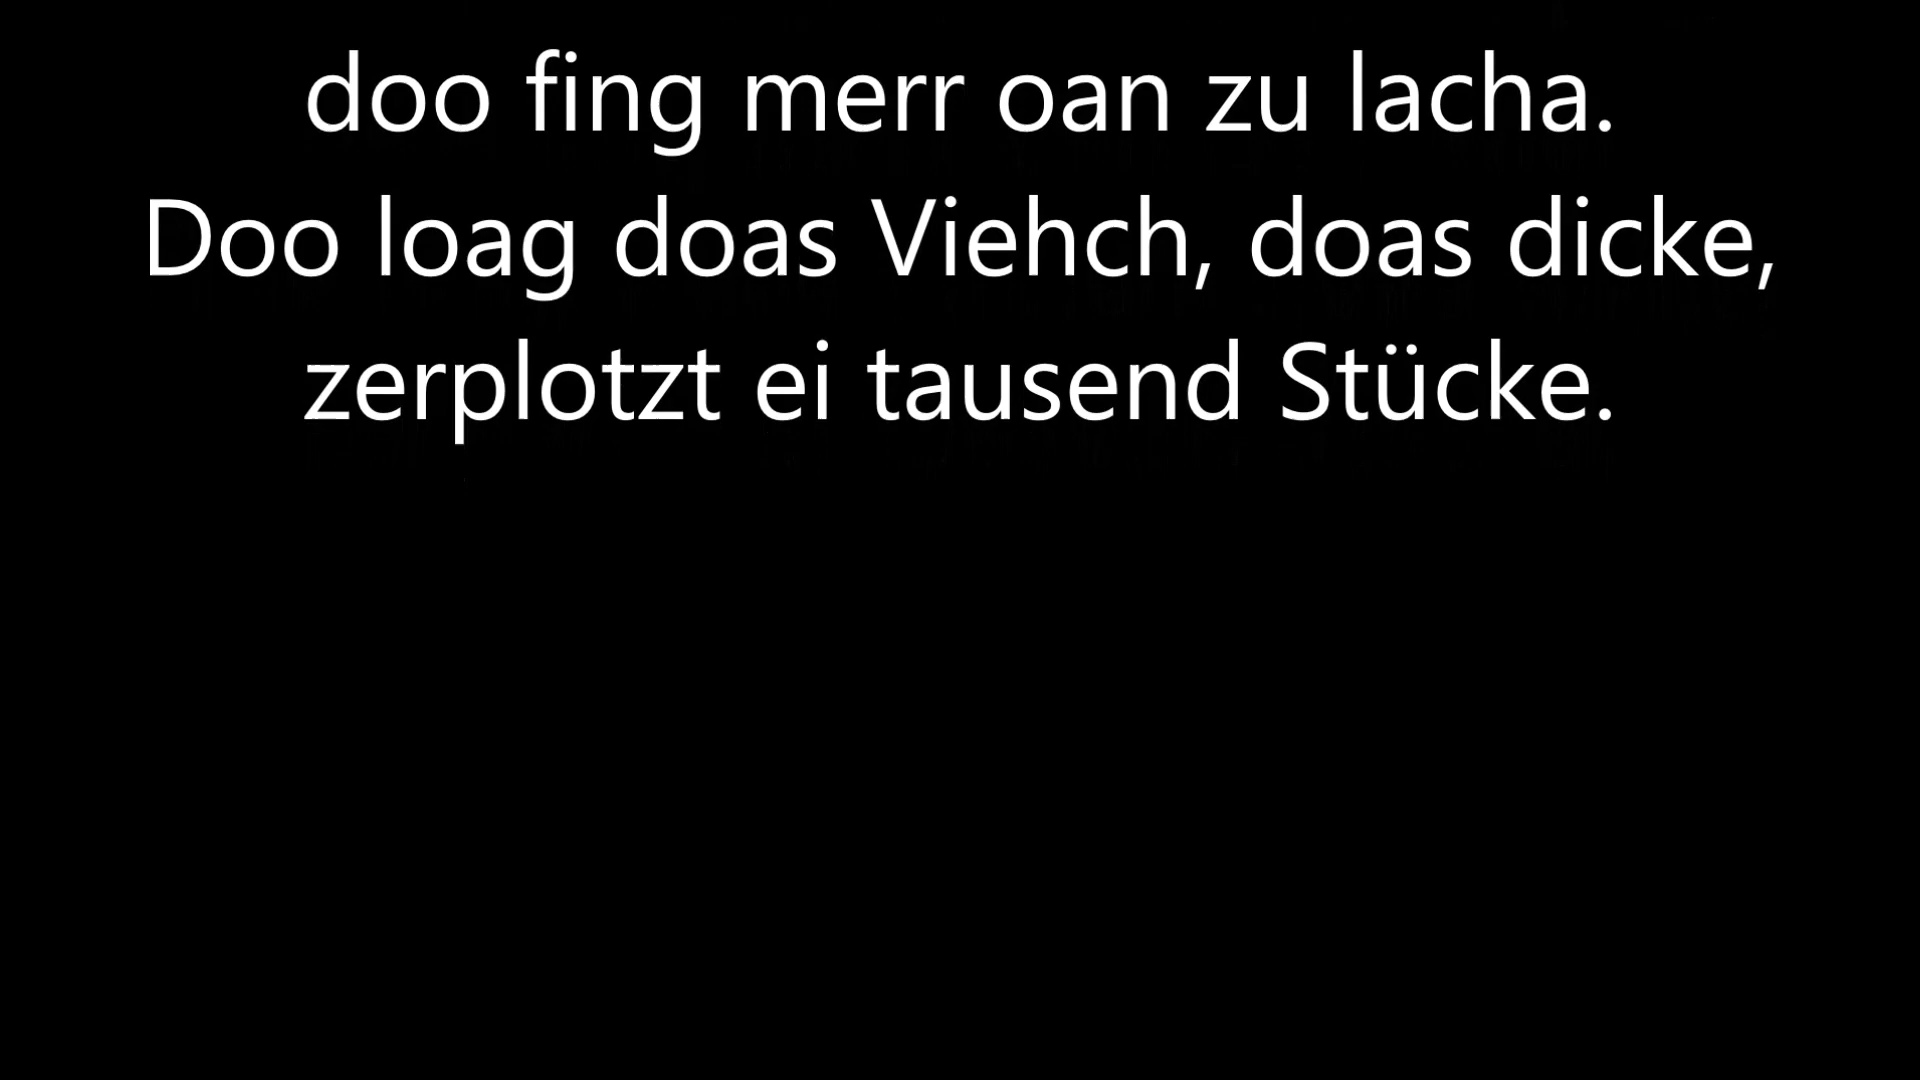 doo fing merr oan zu lacha.
Doo loag doas Viehch, doas dicke,
zerplotzt ei tausend Stücke.